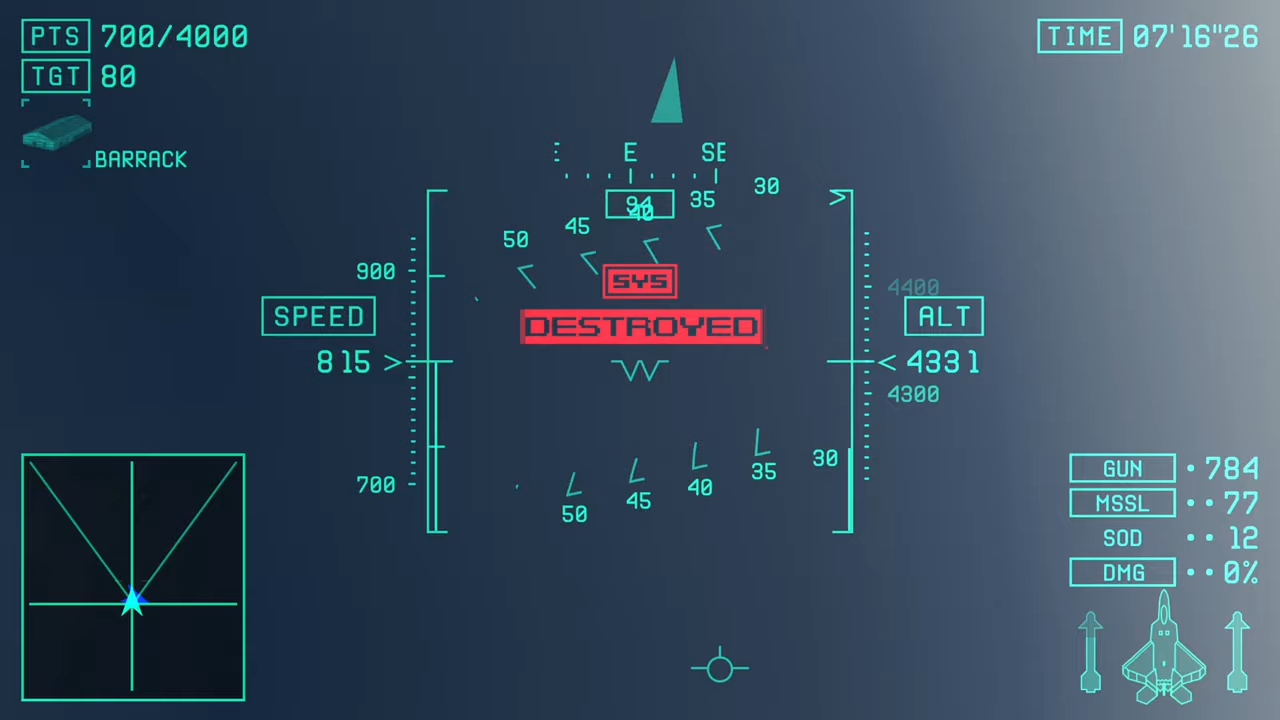 PTS 700/4000
TIME 07'16"26
TGT 80
BARRACK
E SE
94
40 35 30
50 45
SYS
DESTROYED
900
SPEED
815 >
700
4400
ALT
< 4331
4300
30
35
40
45
50
GUN 784
MSSL 77
SOD 12
DMG 0%